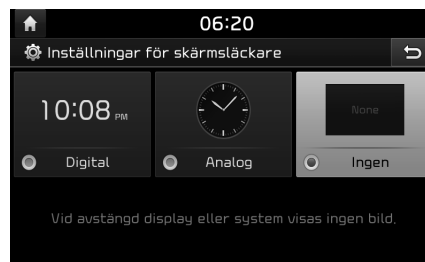 06:20
Inställningar för skärmsläckare
10:08 PM
None
Digital
Analog
Ingen
Vid avstängd display eller system visas ingen bild.